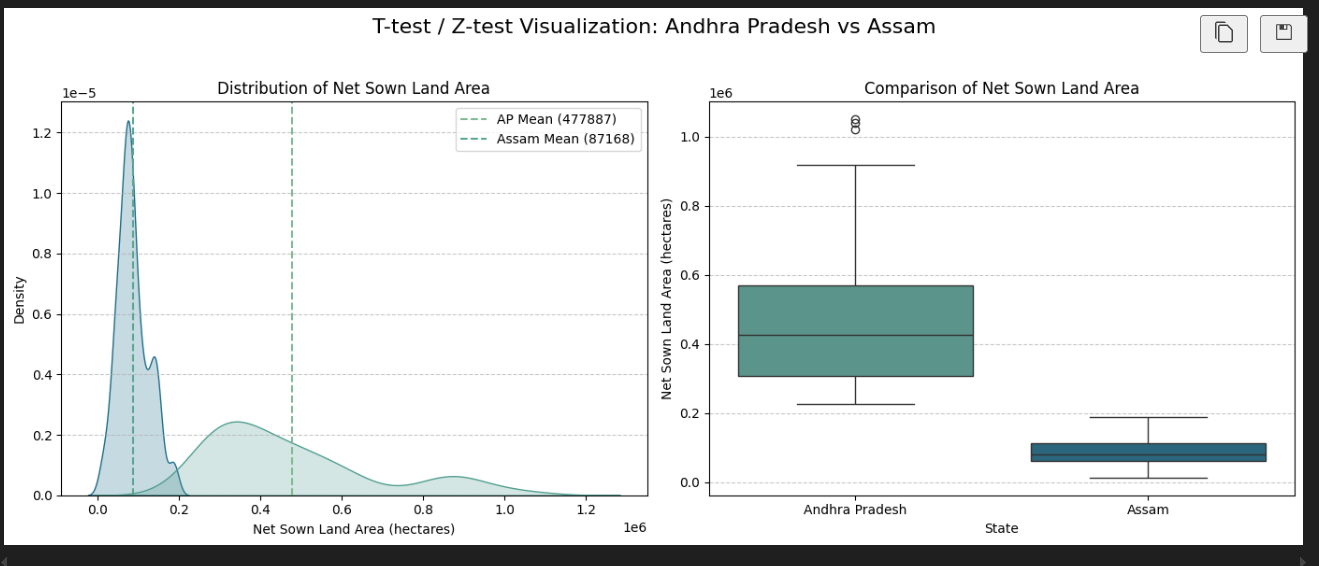 T-test / Z-test Visualization: Andhra Pradesh vs Assam
Distribution of Net Sown Land Area
1e−5
AP Mean (477887)
Assam Mean (87168)
1.2
1.0
0.8
0.6
0.4
0.2
0.0
Density
0.0 0.2 0.4 0.6 0.8 1.0 1.2
1e6
Net Sown Land Area (hectares)
Comparison of Net Sown Land Area
1e6
1.0
0.8
0.6
0.4
0.2
0.0
Net Sown Land Area (hectares)
Andhra Pradesh Assam
State